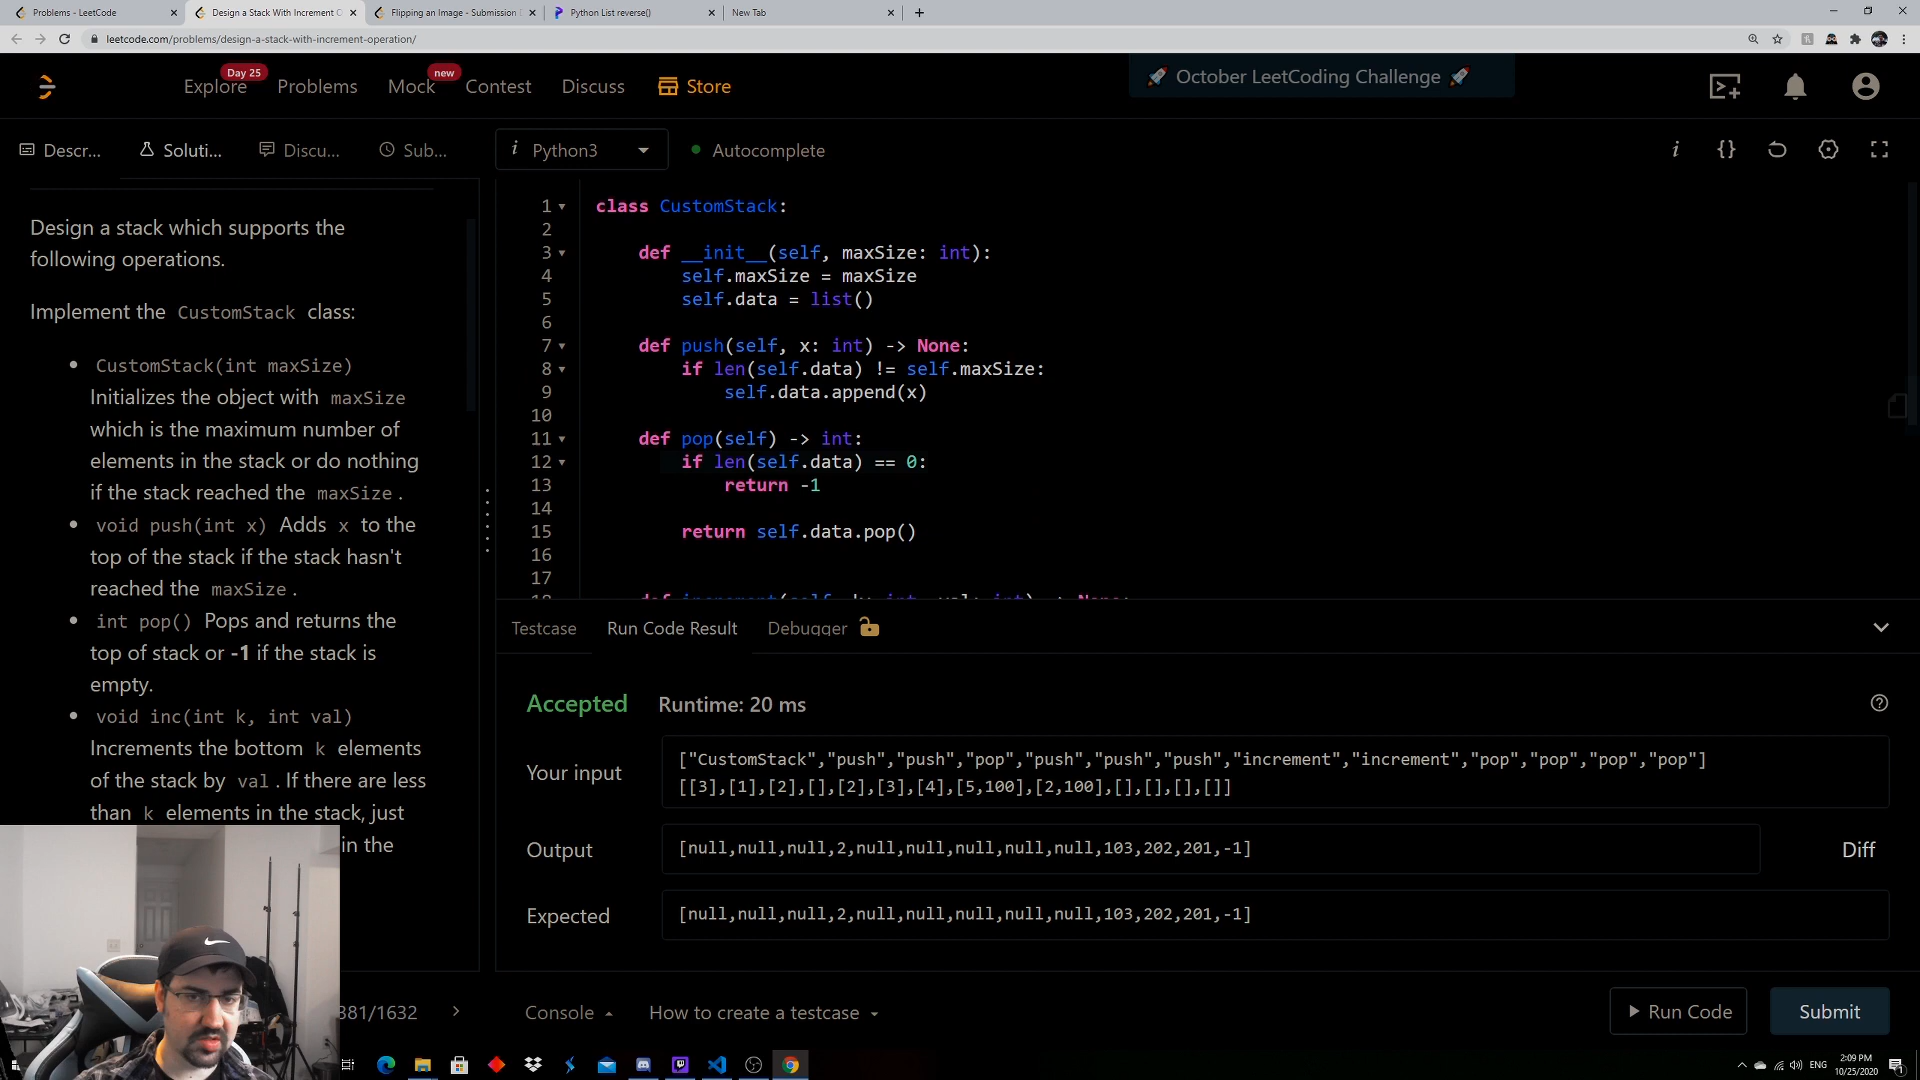 Problems - LeetCode
Design a Stack With Increment O
Flipping an Image - Submission
Python List reverse()
New Tab
leetcode.com/problems/design-a-stack-with-increment-operation/
Day 25
Explore
Problems
new
Mock
Contest
Discuss
Store
October LeetCoding Challenge
Descr...
Soluti...
Discu...
Sub...
i Python3
Autocomplete
Design a stack which supports the
following operations.
Implement the CustomStack class:
CustomStack(int maxSize)
Initializes the object with maxSize
which is the maximum number of
elements in the stack or do nothing
if the stack reached the maxSize.
void push(int x) Adds x to the
top of the stack if the stack hasn't
reached the maxSize.
int pop() Pops and returns the
top of stack or -1 if the stack is
empty.
void inc(int k, int val)
Increments the bottom k elements
of the stack by val. If there are less
than k elements in the stack, just
in the
381/1632
1 class CustomStack:
2
3 def __init__(self, maxSize: int):
4 self.maxSize = maxSize
5 self.data = list()
6
7 def push(self, x: int) -> None:
8 if len(self.data) != self.maxSize:
9 self.data.append(x)
10
11 def pop(self) -> int:
12 if len(self.data) == 0:
13 return -1
14
15 return self.data.pop()
16
17
18 def increment(self, k: int, val: int) -> None:
Testcase
Run Code Result
Debugger
Accepted
Runtime: 20 ms
Your input
["CustomStack","push","push","pop","push","push","push","increment","increment","pop","pop","pop","pop"]
[[3],[1],[2],[],[2],[3],[4],[5,100],[2,100],[],[],[],[]]
Output
[null,null,null,2,null,null,null,null,null,103,202,201,-1]
Diff
Expected
[null,null,null,2,null,null,null,null,null,103,202,201,-1]
Console
How to create a testcase
Run Code
Submit
ENG
2:09 PM
10/25/2020